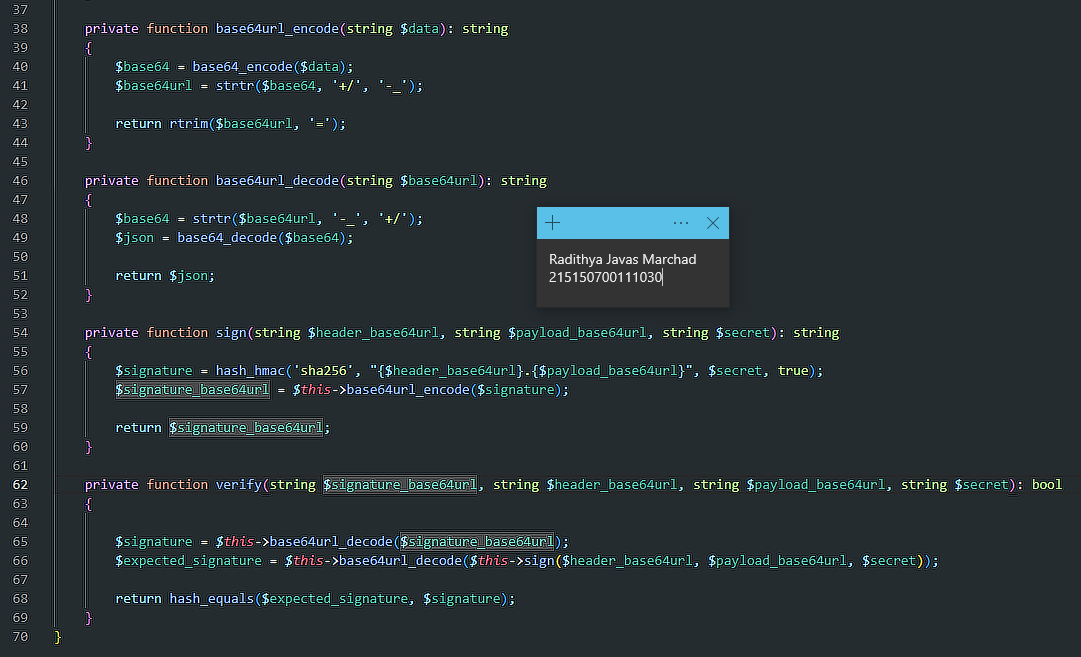 37
38 private function base64url_encode(string $data): string
39 {
40 $base64 = base64_encode($data);
41 $base64url = strtr($base64, '+/', '-_');
42
43 return rtrim($base64url, '=');
44 }
45
46 private function base64url_decode(string $base64url): string
47 {
48 $base64 = strtr($base64url, '-_', '+/');
49 $json = base64_decode($base64);
50
51 return $json;
52 }
53
54 private function sign(string $header_base64url, string $payload_base64url, string $secret): string
55 {
56 $signature = hash_hmac('sha256', "{$header_base64url}.{$payload_base64url}", $secret, true);
57 $signature_base64url = $this->base64url_encode($signature);
58
59 return $signature_base64url;
60 }
61
62 private function verify(string $signature_base64url, string $header_base64url, string $payload_base64url, string $secret): bool
63 {
64
65 $signature = $this->base64url_decode($signature_base64url);
66 $expected_signature = $this->base64url_decode($this->sign($header_base64url, $payload_base64url, $secret));
67
68 return hash_equals($expected_signature, $signature);
69 }
70 }
Radithya Javas Marchad
215150700111030